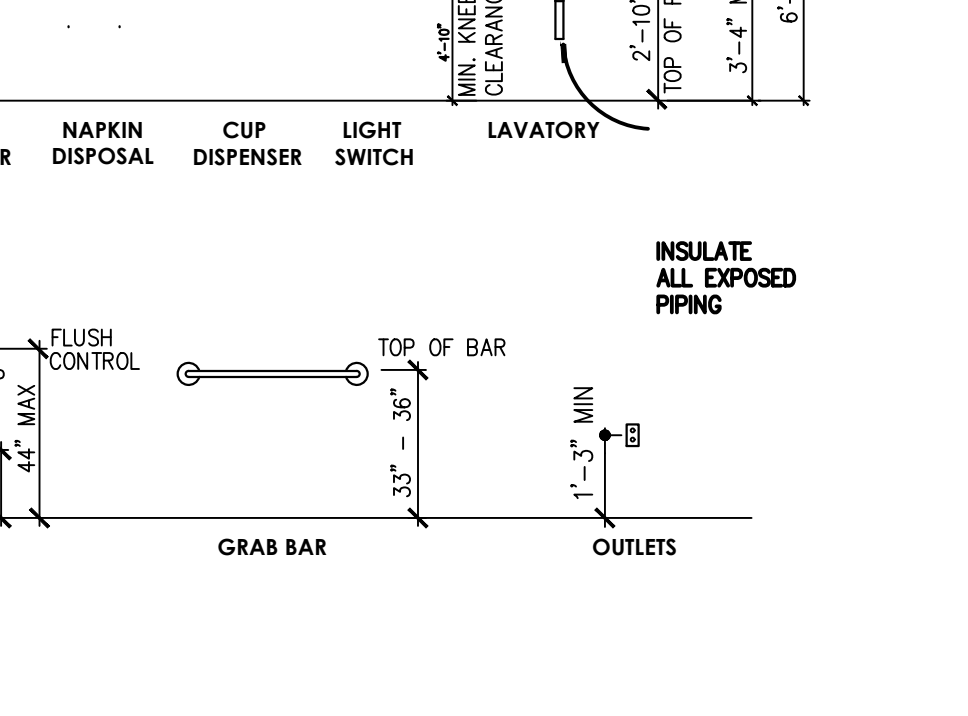 4'-10"
MIN. KNEE
2'-10"
TOP OF
3'-4"
6'-
NAPKIN
DISPOSAL
CUP
DISPENSER
LIGHT
SWITCH
LAVATORY
R
INSULATE
ALL EXPOSED
PIPING
FLUSH
CONTROL
44" MAX
TOP OF BAR
33" - 36"
1'-3" MIN
GRAB BAR
OUTLETS